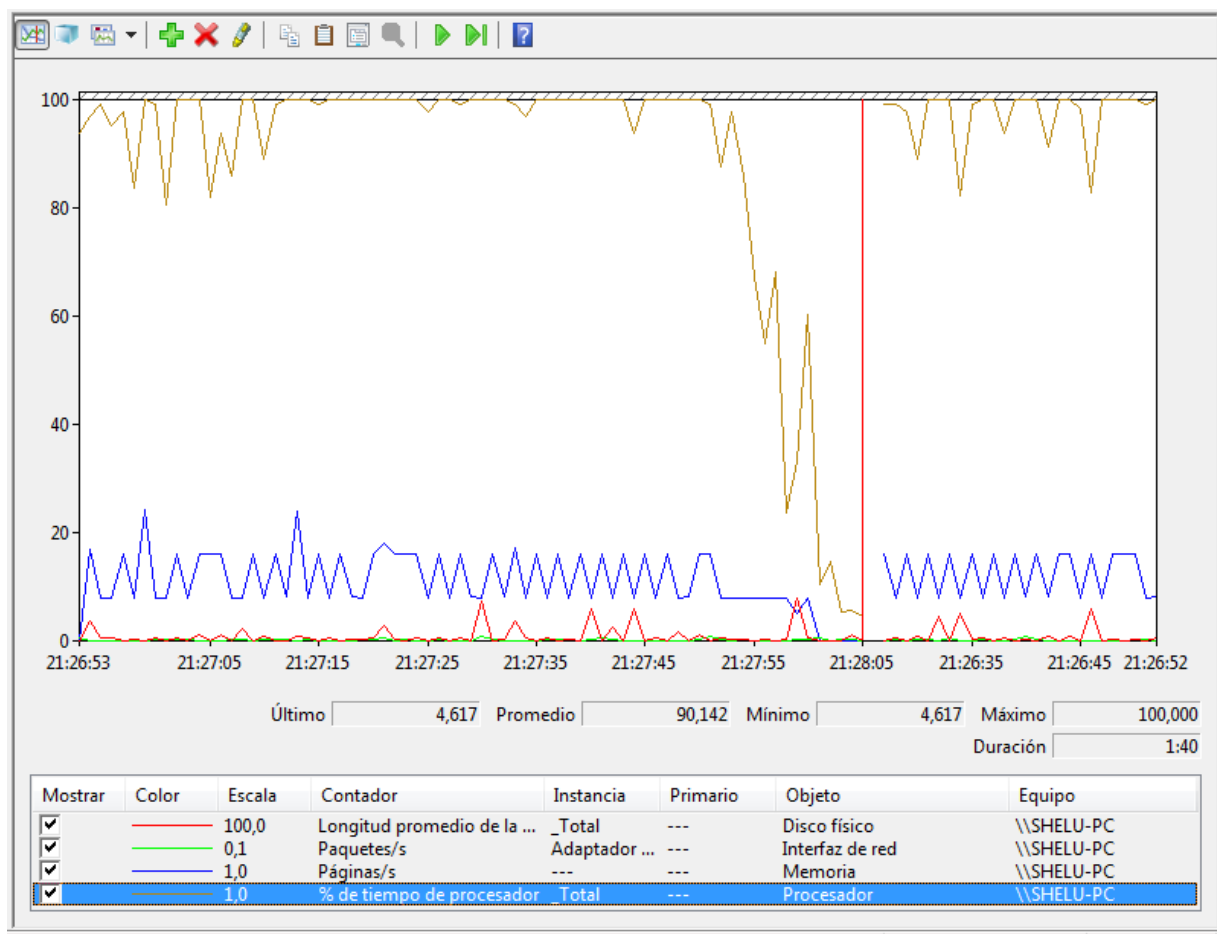 100
80
60
40
20
0
21:26:53 21:27:05 21:27:15 21:27:25 21:27:35 21:27:45 21:27:55 21:28:05 21:26:35 21:26:45 21:26:52
Último 4,617 Promedio 90,142 Mínimo 4,617 Máximo 100,000
Duración 1:40
Mostrar Color Escala Contador Instancia Primario Objeto Equipo
100,0 Longitud promedio de la ... _Total --- Disco físico \\SHELU-PC
0,1 Paquetes/s Adaptador ... --- Interfaz de red \\SHELU-PC
1,0 Páginas/s --- --- Memoria \\SHELU-PC
1,0 % de tiempo de procesador _Total --- Procesador \\SHELU-PC